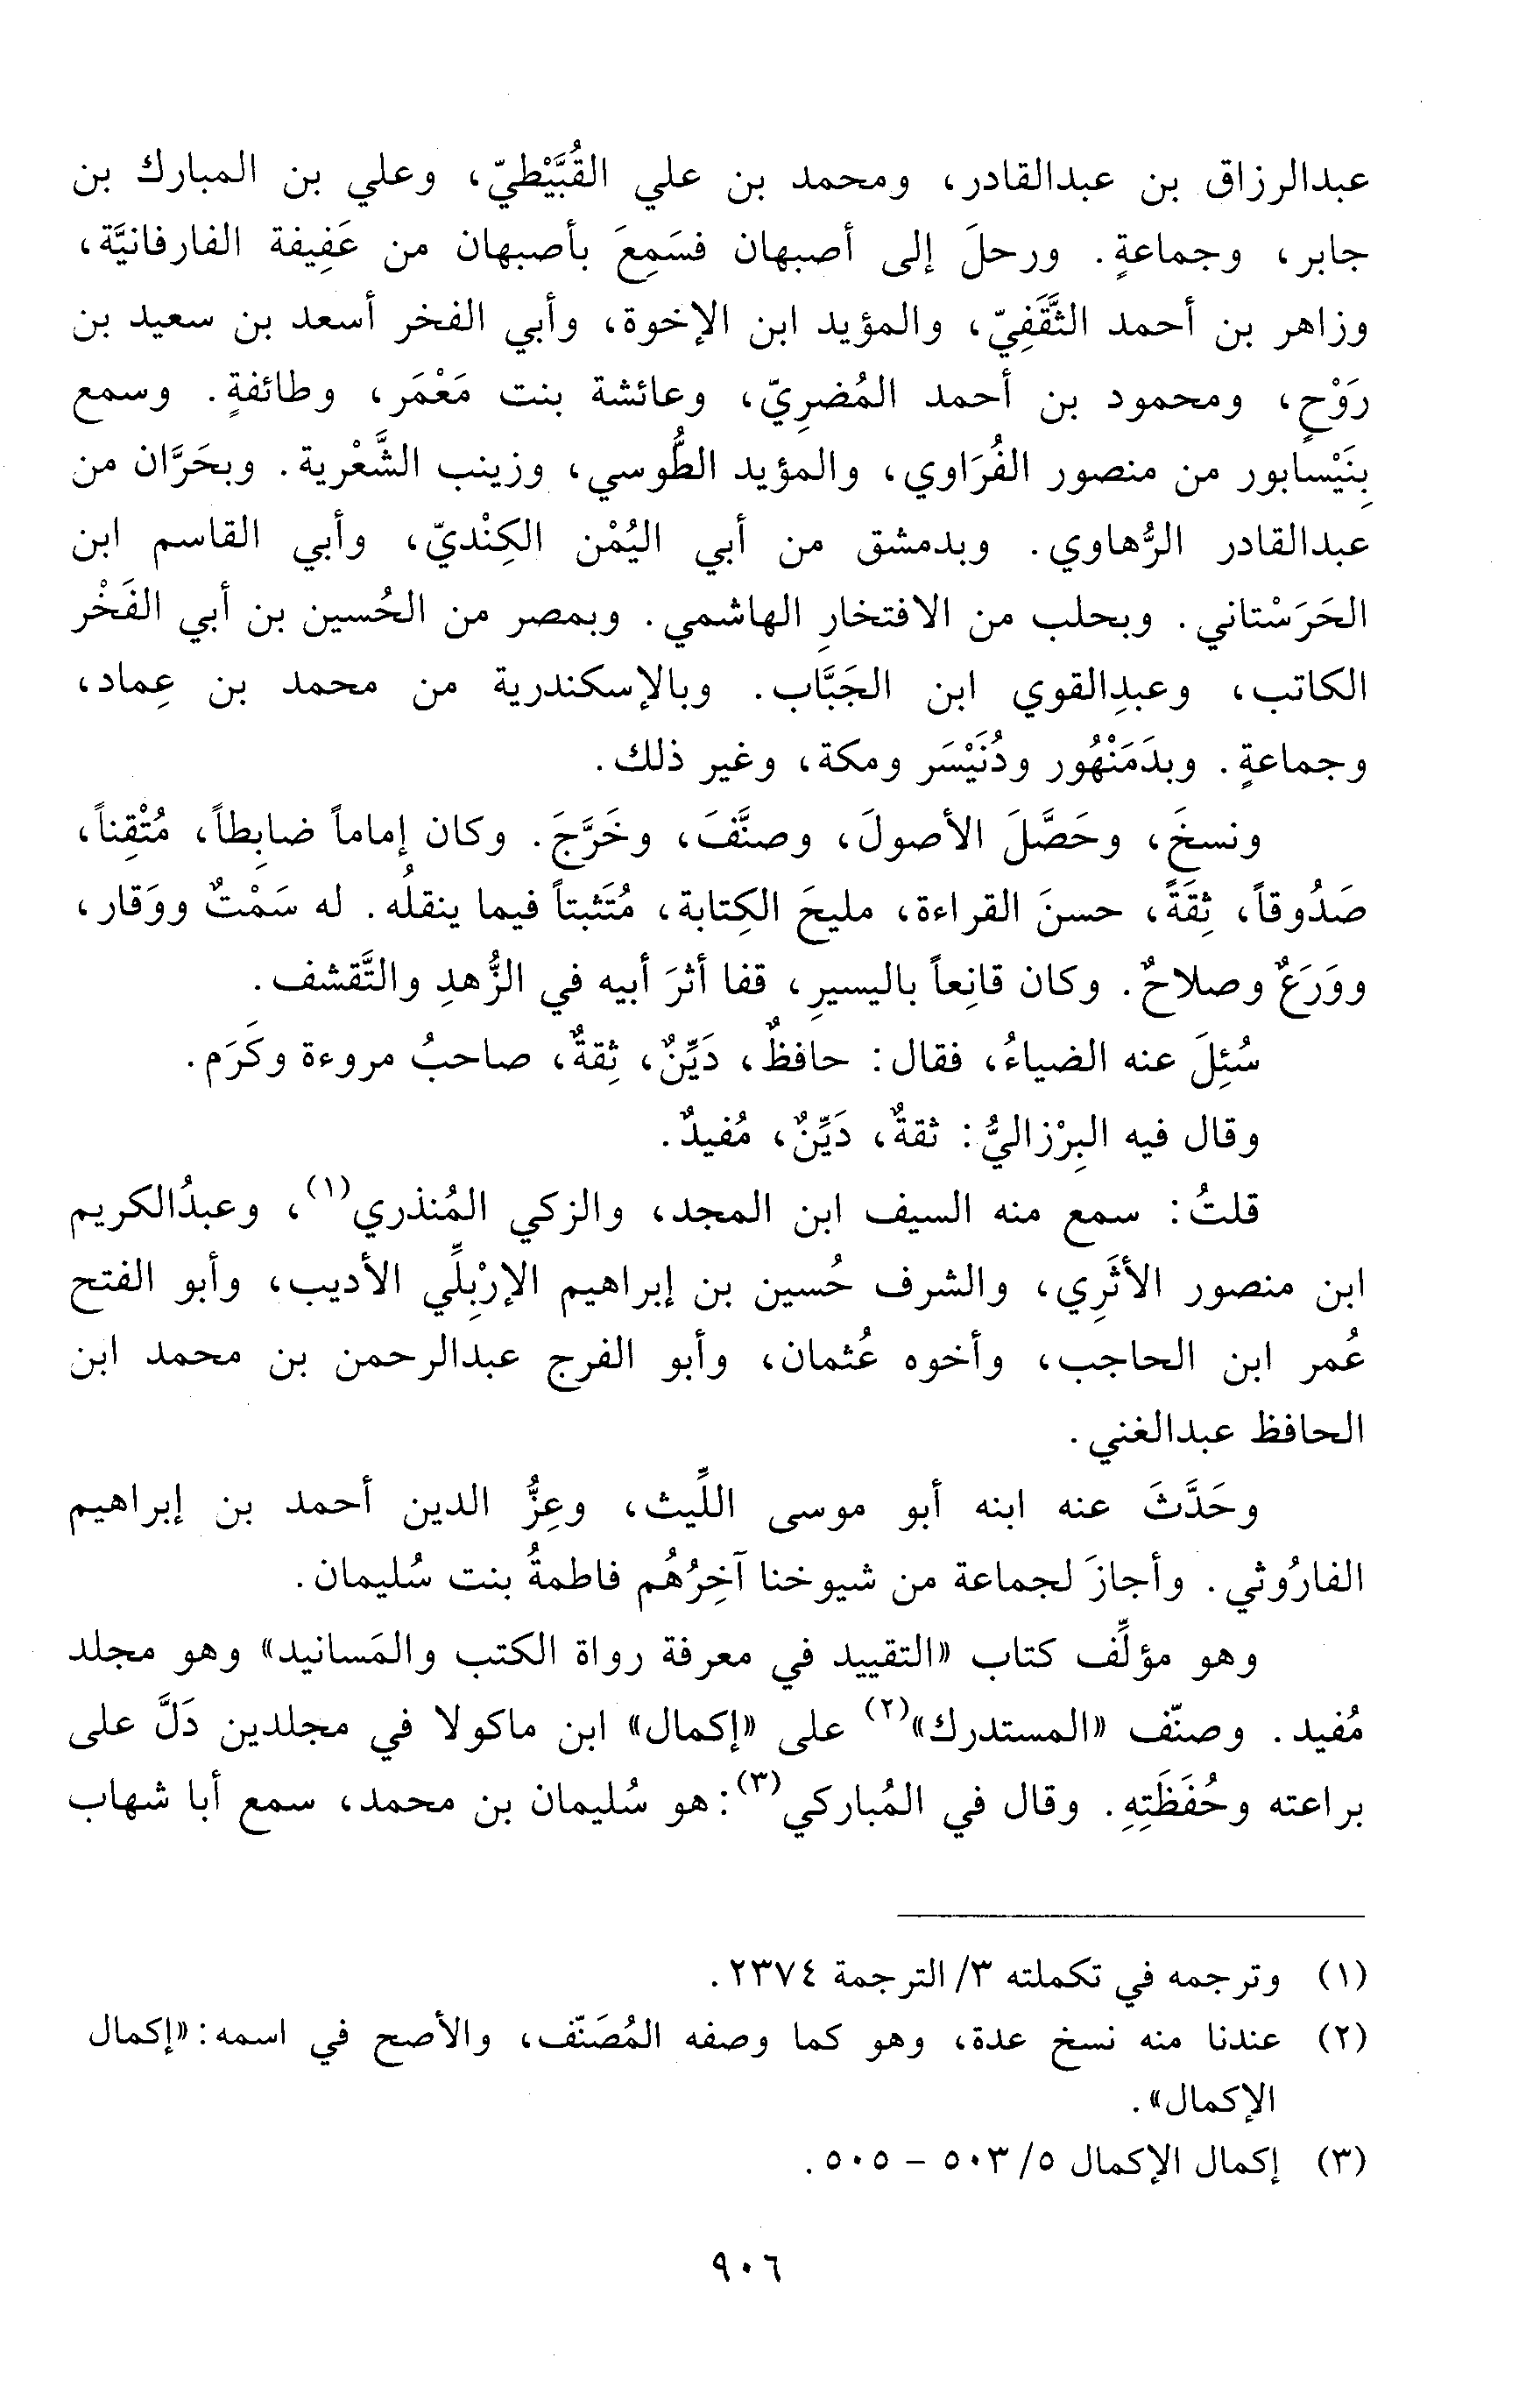 عبدالرزاق بن عبدالقادر، ومحمد بن علي القُبَّيْطيّ، وعلي بن المبارك بن
جابر، وجماعةٍ. ورحلَ إلى أصبهان فسَمِعَ بأصبهان من عَفِيفة الفارفانيَّة،
وزاهر بن أحمد الثَّقَفِيّ، والمؤيد ابن الإخوة، وأبي الفخر أسعد بن سعيد بن
رَوْحٍ، ومحمود بن أحمد المُضرِيّ، وعائشة بنت مَعْمَر، وطائفةٍ. وسمع
بِنَيْسابور من منصور الفُرَاوي، والمؤيد الطُّوسي، وزينب الشَّعْرية. وبحَرَّان من
عبدالقادر الرُّهاوي. وبدمشق من أبي اليُمْن الكِنْديّ، وأبي القاسم ابن
الحَرَسْتاني. وبحلب من الافتخارِ الهاشمي. وبمصر من الحُسين بن أبي الفَخْر
الكاتب، وعبدِالقوي ابن الجَبَّاب. وبالإسكندرية من محمد بن عِماد،
وجماعةٍ. وبدَمَنْهُور ودُنَيْسَر ومكة، وغير ذلك.
ونسخَ، وحَصَّلَ الأصولَ، وصنَّفَ، وخَرَّجَ. وكان إماماً ضابِطاً، مُتْقِناً،
صَدُوقاً، ثِقَةً، حسنَ القراءة، مليحَ الكِتابة، مُتَثبتاً فيما ينقلُه. له سَمْتٌ ووَقار،
ووَرَعٌ وصلاحٌ. وكان قانِعاً باليسيرِ، قفا أثرَ أبيه في الزُّهدِ والتَّقشف.
سُئِلَ عنه الضياءُ، فقال: حافظٌ، دَيِّنٌ، ثِقةٌ، صاحبُ مروءة وكَرَم.
وقال فيه البِرْزاليُّ: ثقةٌ، دَيِّنٌ، مُفيدٌ.
قلتُ: سمع منه السيف ابن المجد، والزكي المُنذري(١)، وعبدُالكريم
ابن منصور الأثَرِي، والشرف حُسين بن إبراهيم الإرْبِلِّي الأديب، وأبو الفتح
عُمر ابن الحاجب، وأخوه عُثمان، وأبو الفرج عبدالرحمن بن محمد ابن
الحافظ عبدالغني.
وحَدَّثَ عنه ابنه أبو موسى اللِّيث، وعِزُّ الدين أحمد بن إبراهيم
الفارُوثي. وأجازَ لجماعة من شيوخنا آخِرُهُم فاطمةُ بنت سُليمان.
وهو مؤلِّف كتاب «التقييد في معرفة رواة الكتب والمَسانيد» وهو مجلد
مُفيد. وصنّف «المستدرك»(٢) على «إكمال» ابن ماكولا في مجلدين دَلَّ على
براعته وحُفَظَتِهِ. وقال في المُباركي(٣): هو سُليمان بن محمد، سمع أبا شهاب
(١) وترجمه في تكملته ٣/ الترجمة ٢٣٧٤.
(٢) عندنا منه نسخ عدة، وهو كما وصفه المُصَنّف، والأصح في اسمه: «إكمال
الإكمال».
(٣) إكمال الإكمال ٥/ ٥٠٣ - ٥٠٥.
٩٠٦